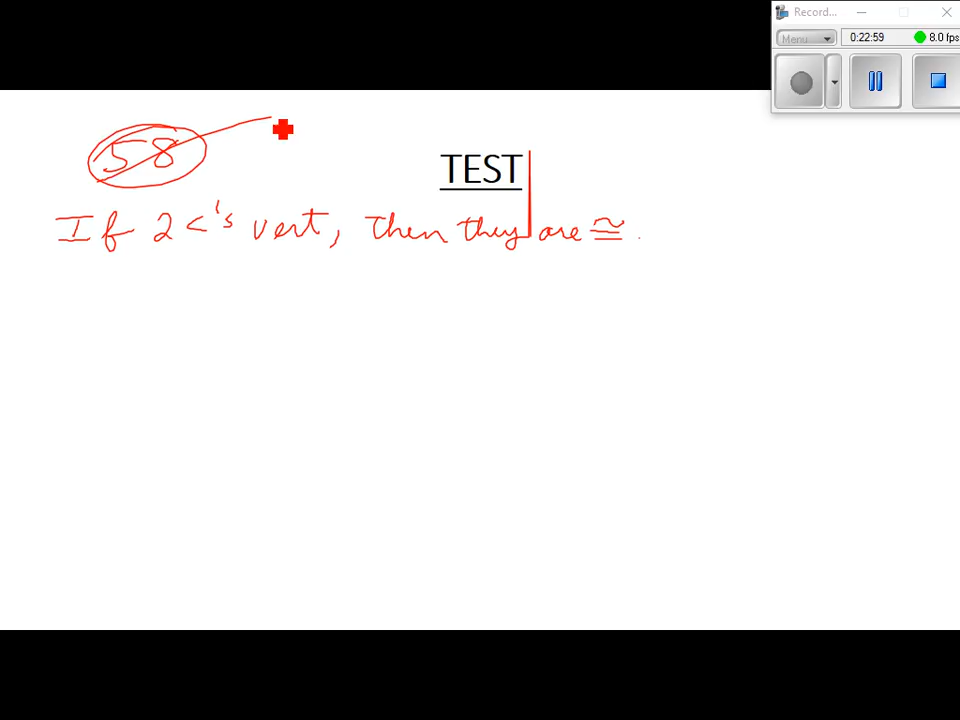 Record...
Menu
0:22:59
8.0 fps
58
TEST
If 2 <'s vert, then they are ≅.